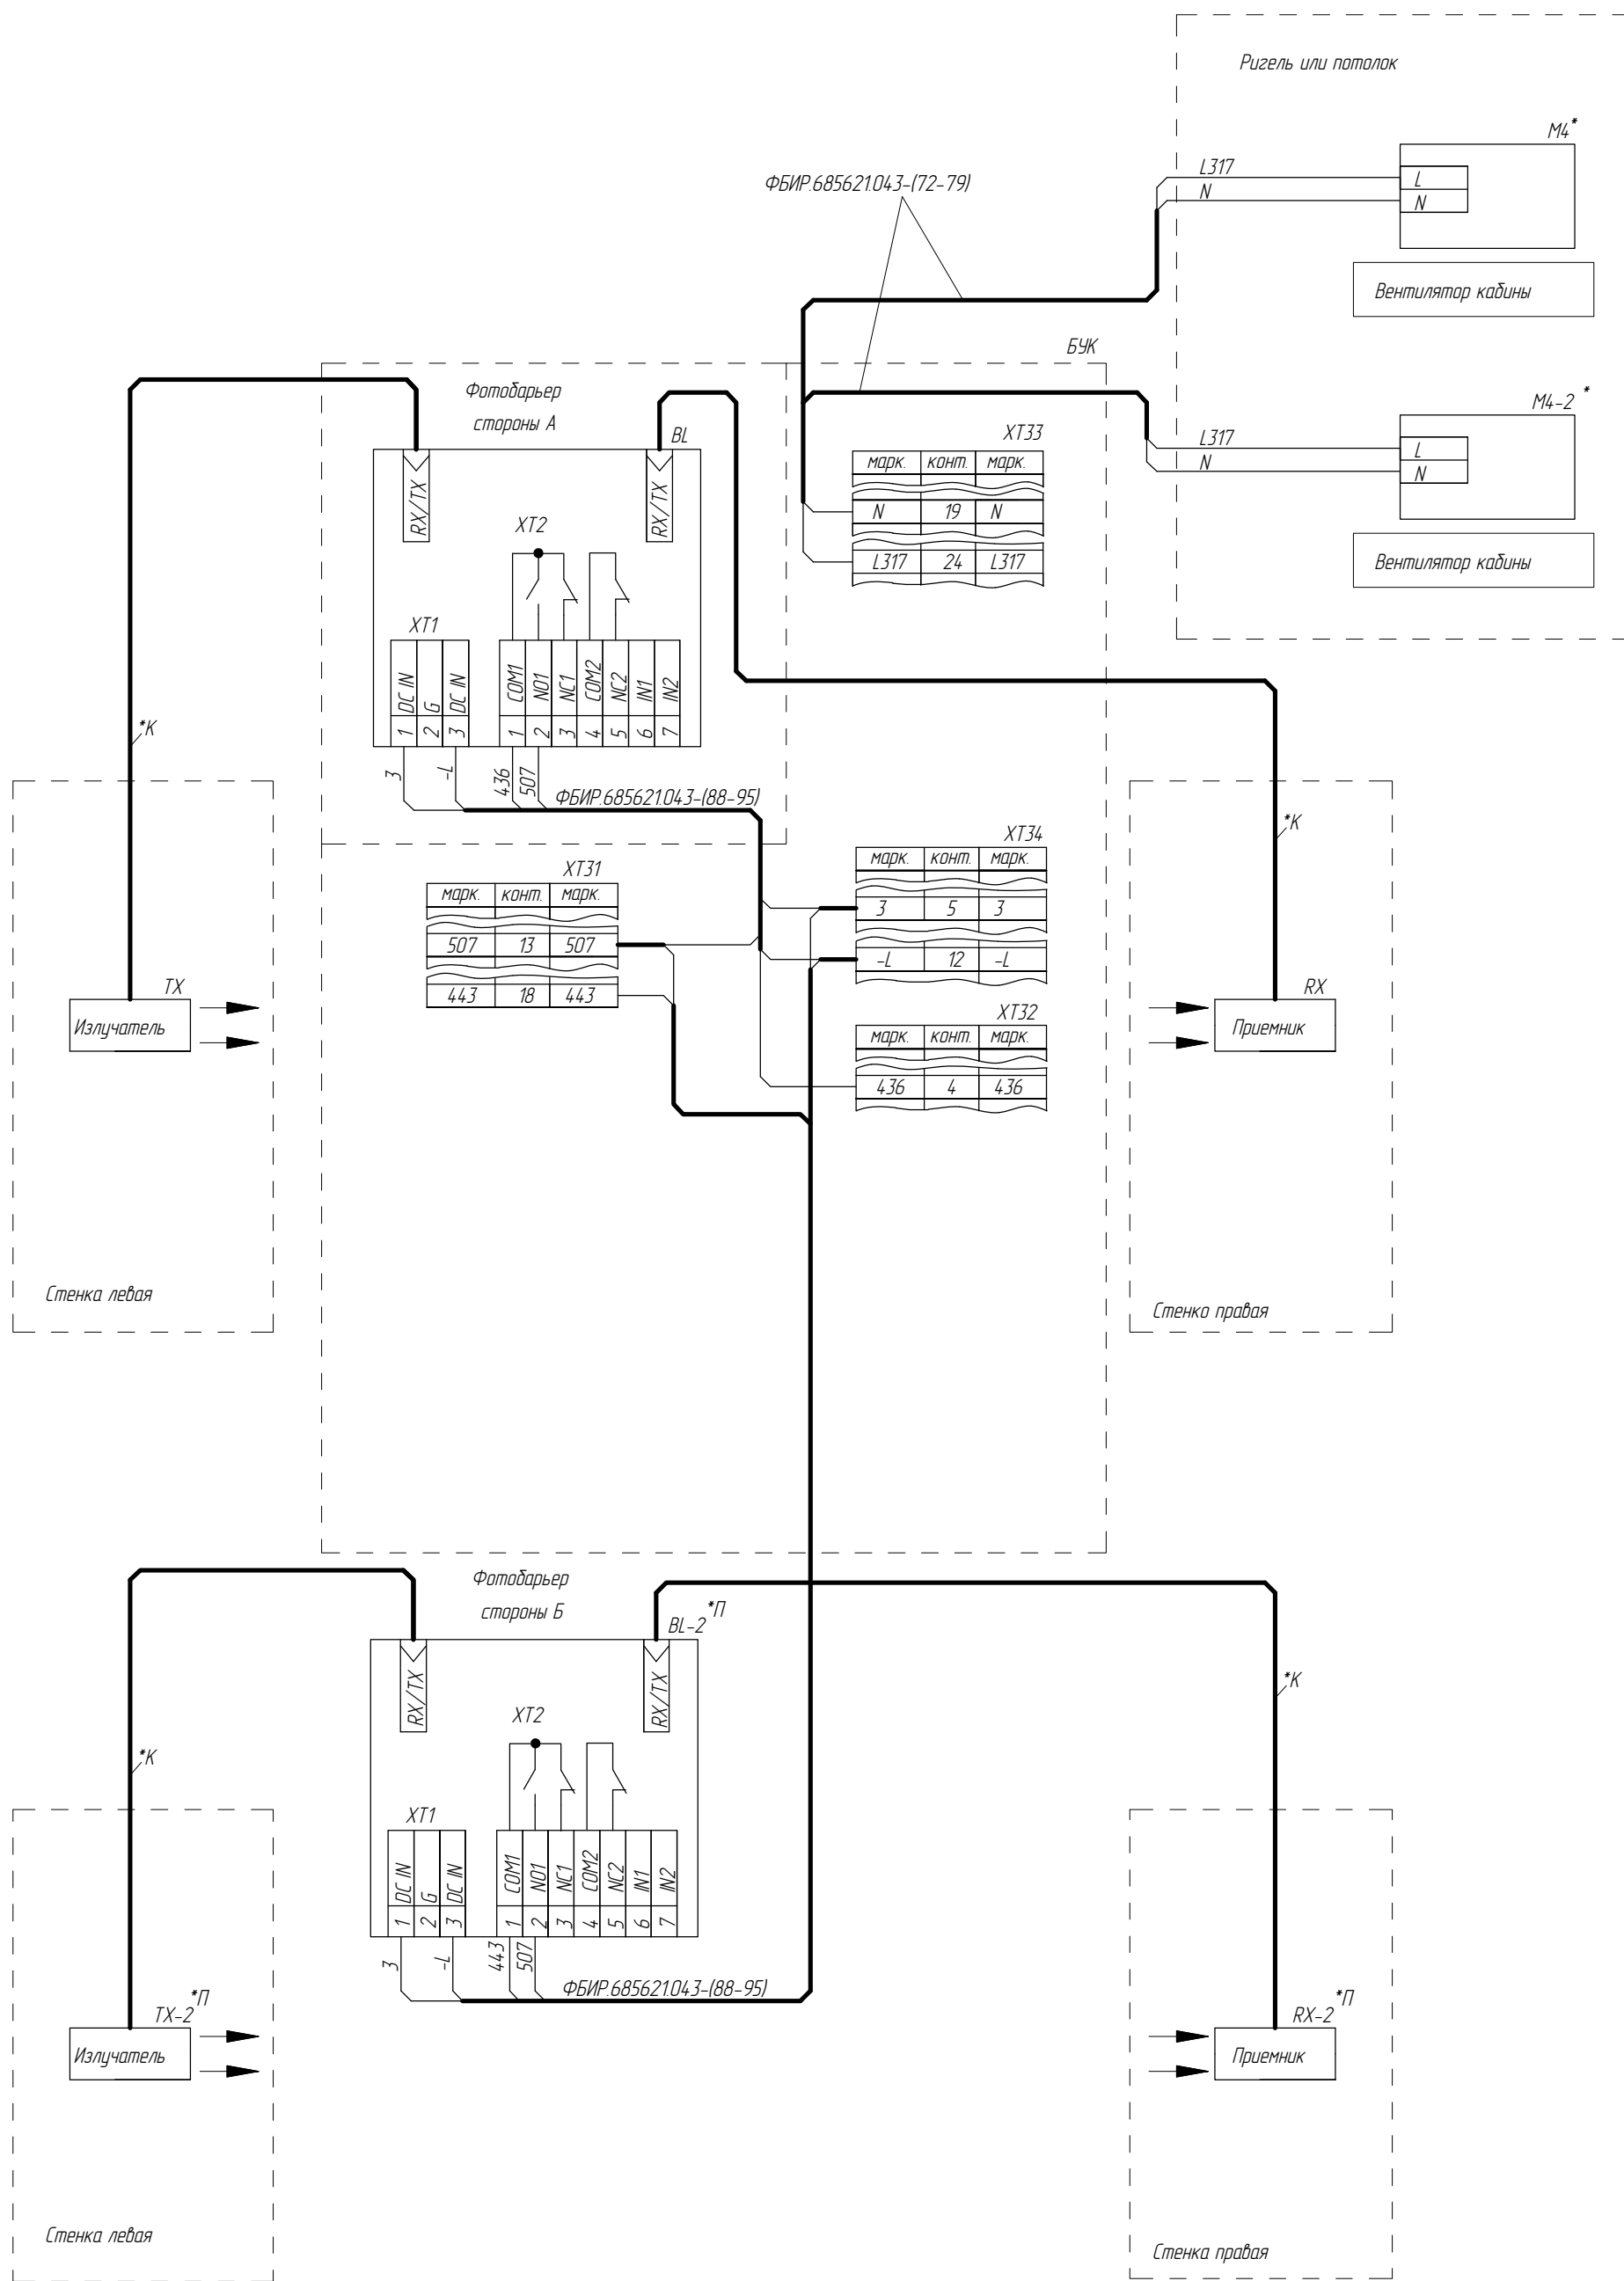 Ригель или потолок
М4*
L317
N
L
N
ФБИР.685621.043-(72-79)
Вентилятор кабины
БУК
Фотобарьер
стороны А
BL
RX/TX
RX/TX
XT2
XT33
марк. конт. марк.
N 19 N
L317 24 L317
М4-2 *
L317
N
L
N
Вентилятор кабины
XT1
1 DC IN
2 G
3 DC IN
1 COM1
2 NO1
3 NC1
4 COM2
5 NC2
6 IN1
7 IN2
*К
3
-L
436
507
ФБИР.685621.043-(88-95)
*К
XT31
марк. конт. марк.
507 13 507
443 18 443
XT34
марк. конт. марк.
3 5 3
-L 12 -L
XT32
марк. конт. марк.
436 4 436
TX
Излучатель
RX
Приемник
Стенка левая
Стенко правая
Фотобарьер
стороны Б
BL-2 *П
RX/TX
RX/TX
XT2
*К
*К
XT1
1 DC IN
2 G
3 DC IN
1 COM1
2 NO1
3 NC1
4 COM2
5 NC2
6 IN1
7 IN2
3
-L
443
507
ФБИР.685621.043-(88-95)
TX-2 *П
Излучатель
RX-2 *П
Приемник
Стенка левая
Стенка правая